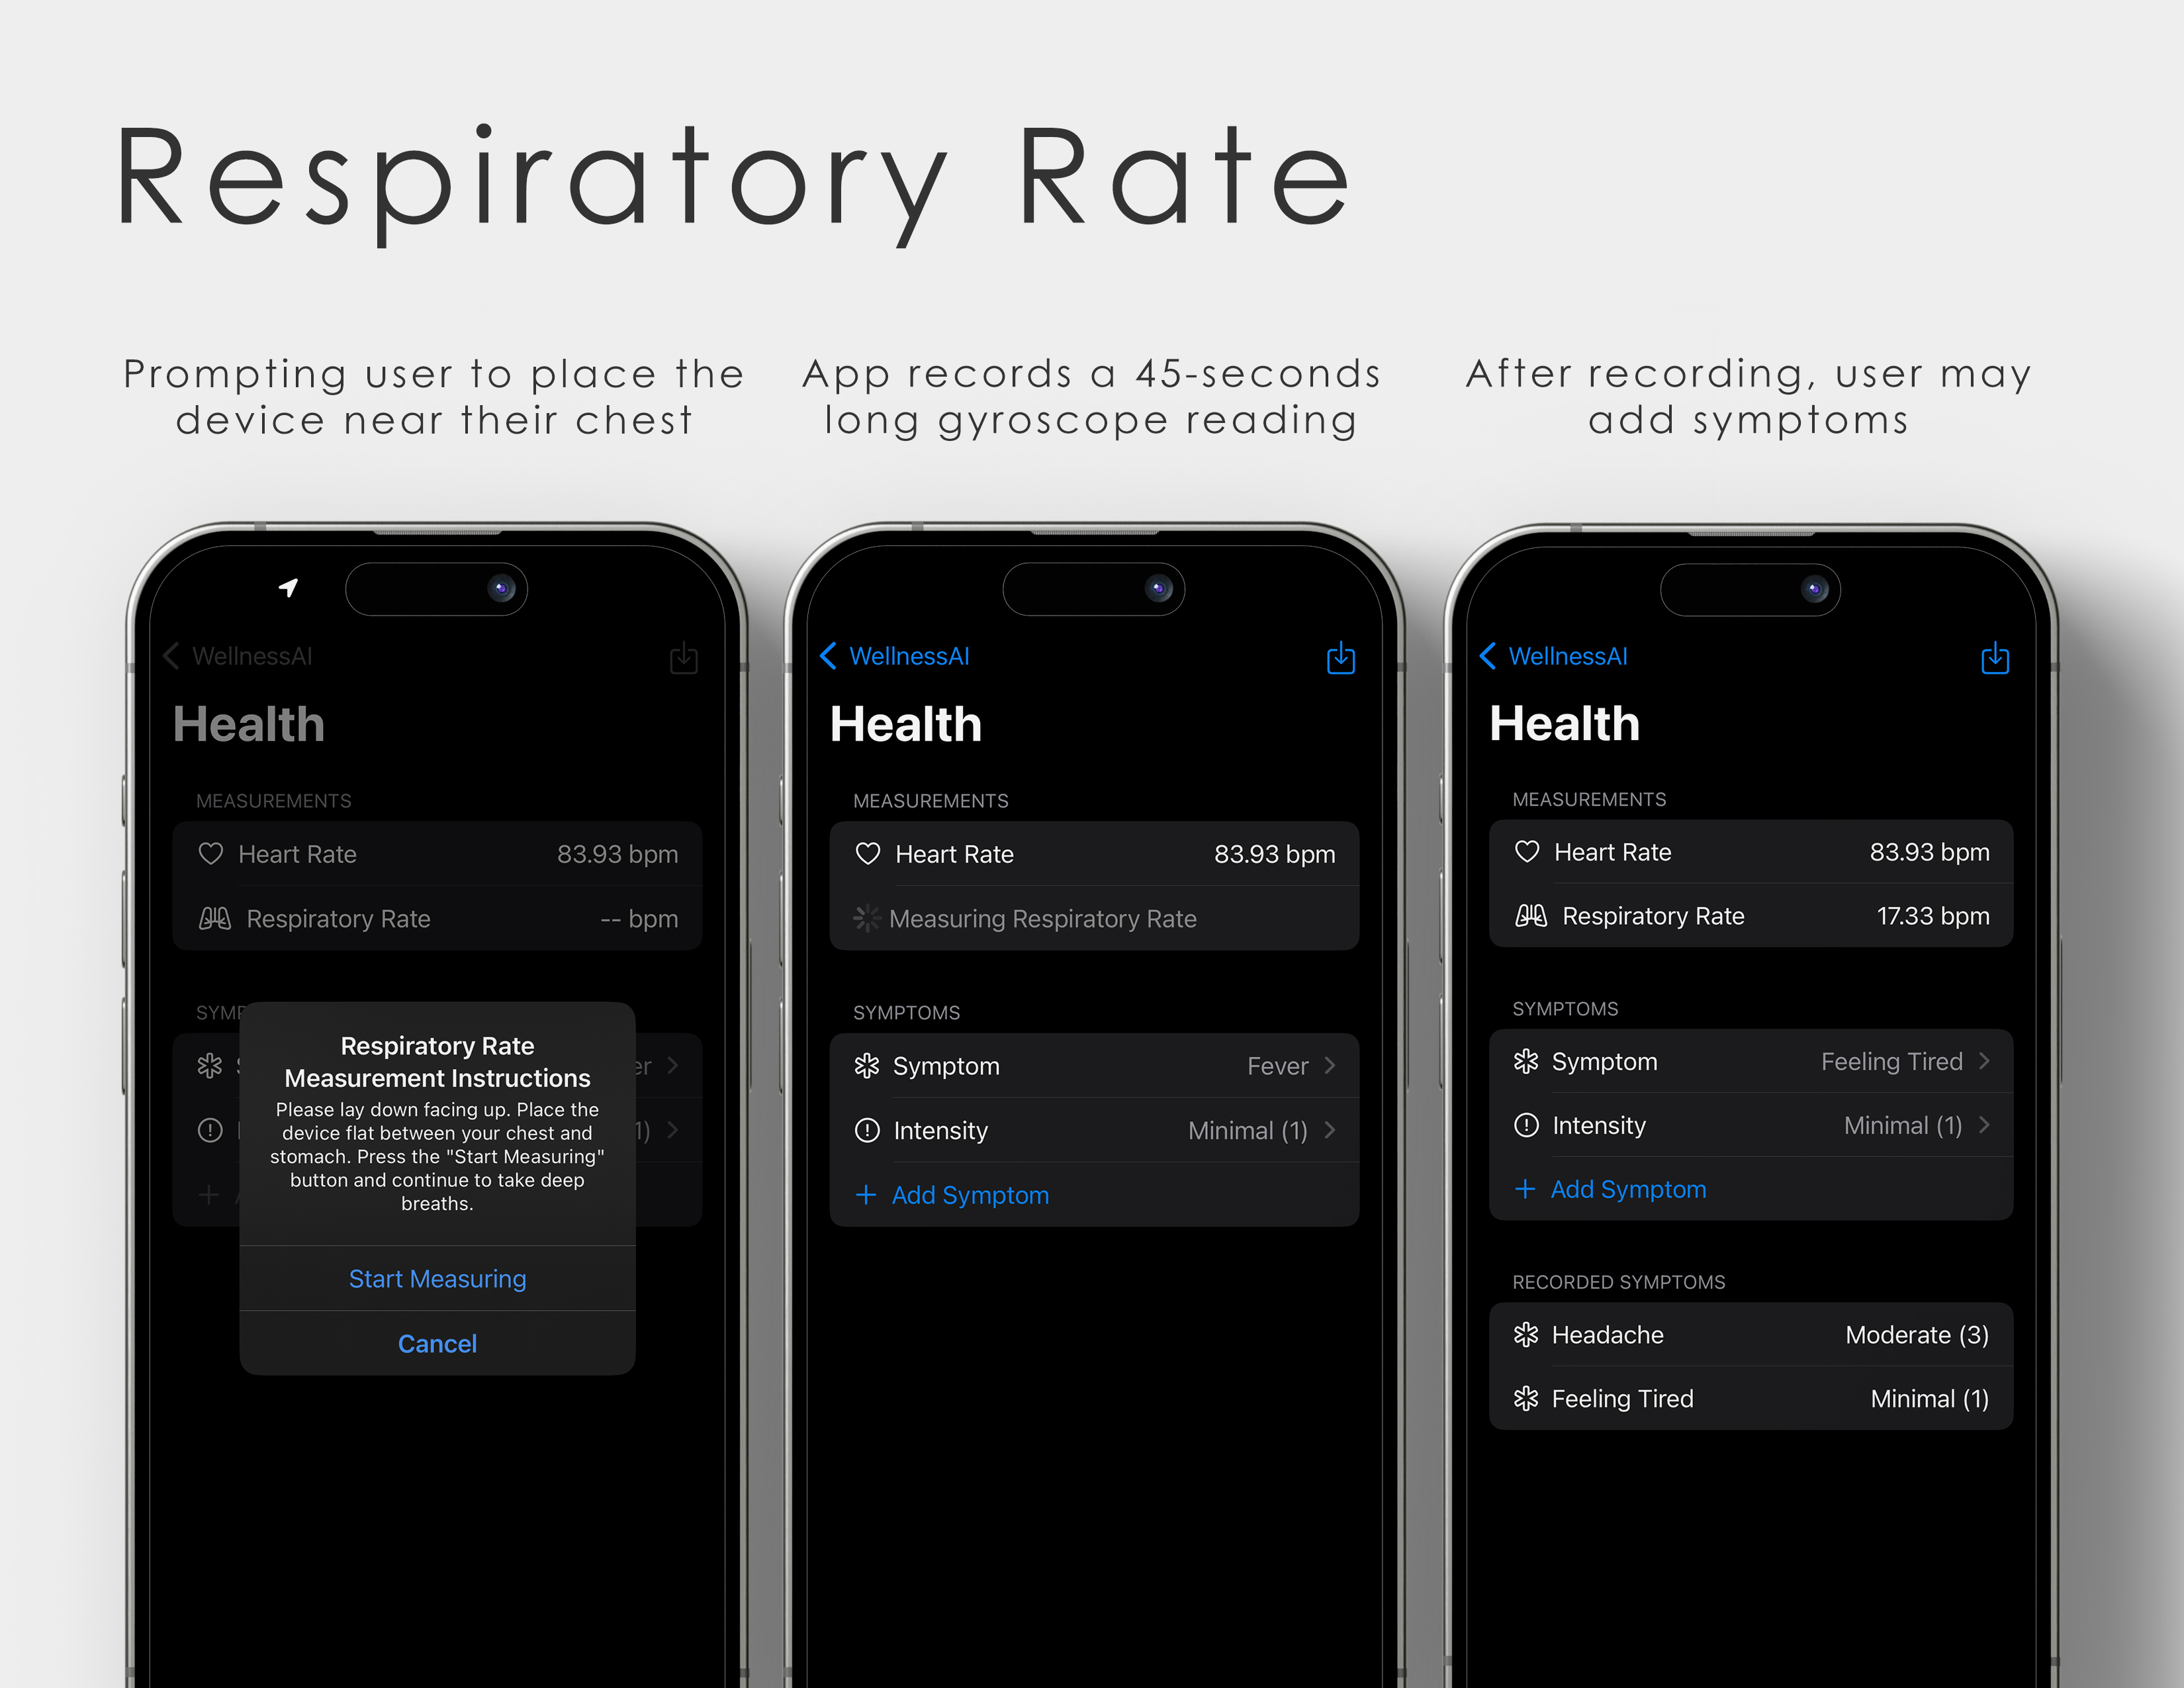 Respiratory Rate
Prompting user to place the
device near their chest
App records a 45-seconds
long gyroscope reading
After recording, user may
add symptoms
WellnessAI
Health
MEASUREMENTS
Heart Rate 83.93 bpm
Respiratory Rate -- bpm
Respiratory Rate
Measurement Instructions
Please lay down facing up. Place the
device flat between your chest and
stomach. Press the "Start Measuring"
button and continue to take deep
breaths.
Start Measuring
Cancel
WellnessAI
Health
MEASUREMENTS
Heart Rate 83.93 bpm
Measuring Respiratory Rate
SYMPTOMS
Symptom Fever
Intensity Minimal (1)
+ Add Symptom
WellnessAI
Health
MEASUREMENTS
Heart Rate 83.93 bpm
Respiratory Rate 17.33 bpm
SYMPTOMS
Symptom Feeling Tired
Intensity Minimal (1)
+ Add Symptom
RECORDED SYMPTOMS
Headache Moderate (3)
Feeling Tired Minimal (1)